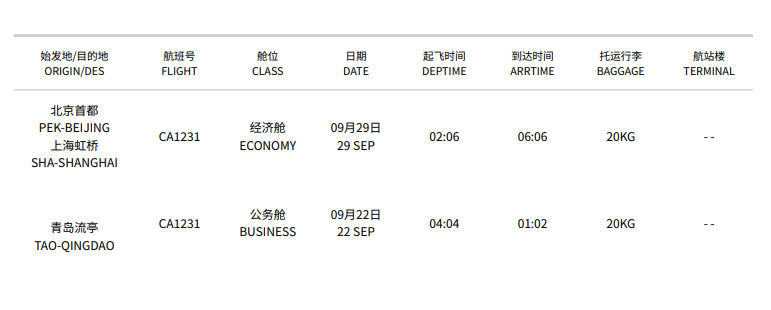 始发地/目的地 航班号 舱位 日期 起飞时间 到达时间 托运行李 航站楼
ORIGIN/DES FLIGHT CLASS DATE DEPTIME ARRTIME BAGGAGE TERMINAL
北京首都
PEK-BEIJING
上海虹桥
SHA-SHANGHAI
CA1231
经济舱
ECONOMY
09月29日
29 SEP
02:06
06:06
20KG
- -
青岛流亭
TAO-QINGDAO
CA1231
公务舱
BUSINESS
09月22日
22 SEP
04:04
01:02
20KG
- -